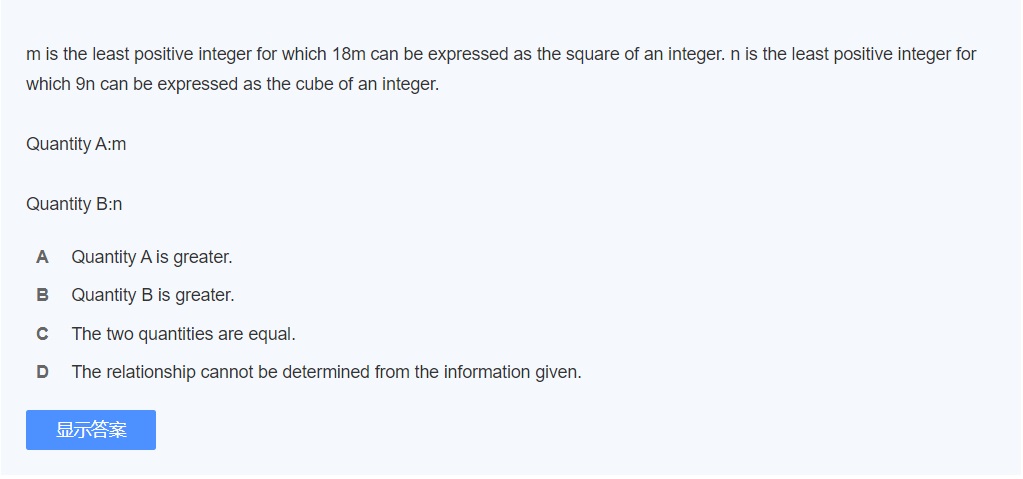 m is the least positive integer for which 18m can be expressed as the square of an integer. n is the least positive integer for
which 9n can be expressed as the cube of an integer.
Quantity A:m
Quantity B:n
A Quantity A is greater.
B Quantity B is greater.
C The two quantities are equal.
D The relationship cannot be determined from the information given.
显示答案